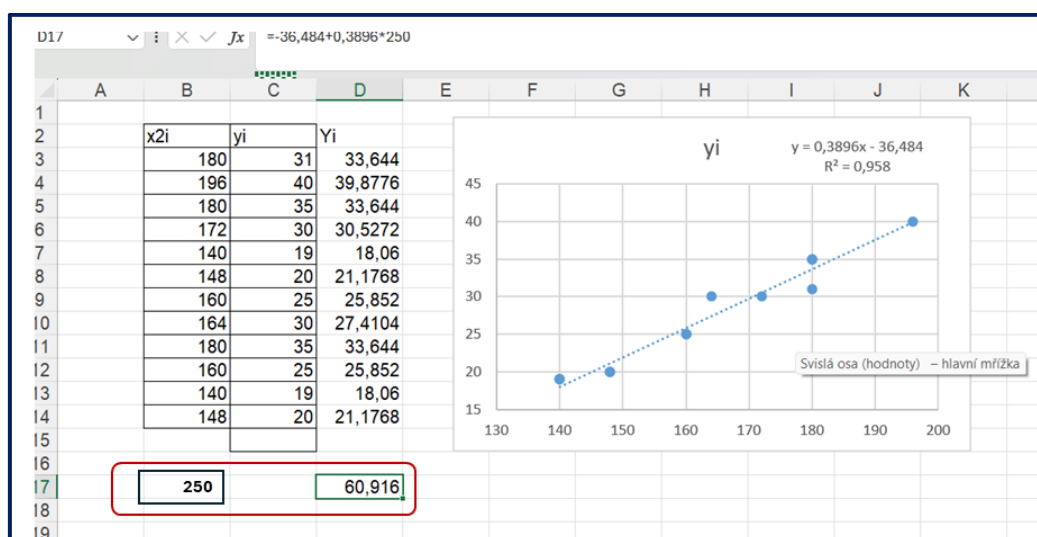 D17 fx =-36,484+0,3896*250
A B C D E F G H I J K
1
2 x2i yi Yi
3 180 31 33,644
4 196 40 39,8776
5 180 35 33,644
6 172 30 30,5272
7 140 19 18,06
8 148 20 21,1768
9 160 25 25,852
10 164 30 27,4104
11 180 35 33,644
12 160 25 25,852
13 140 19 18,06
14 148 20 21,1768
15
16
17 250 60,916
18
19
yi
y = 0,3896x - 36,484
R² = 0,958
45
40
35
30
25
20
15
130 140 150 160 170 180 190 200
Svislá osa (hodnoty) – hlavní mřížka